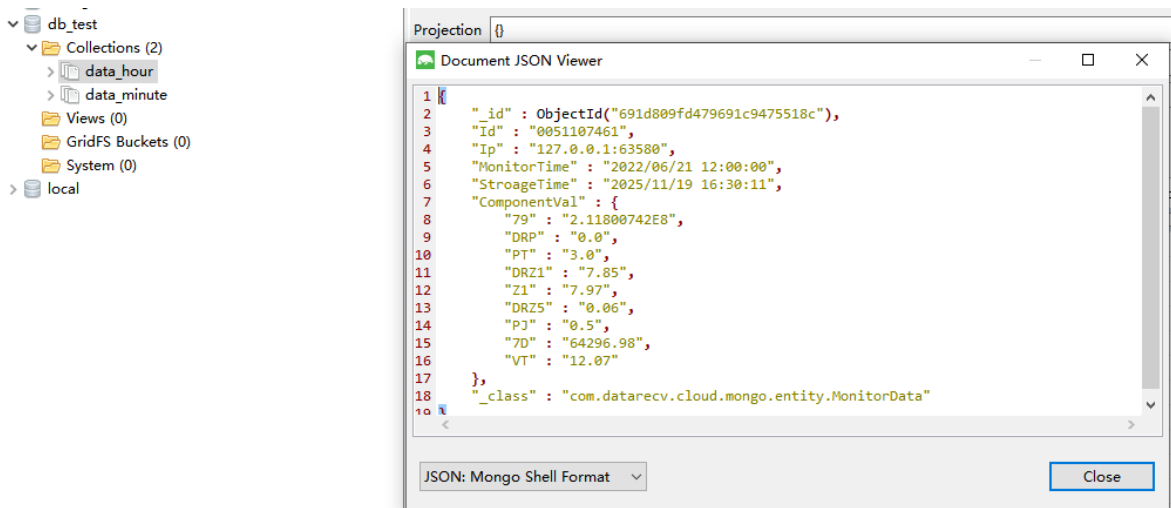 db_test
Collections (2)
data_hour
data_minute
Views (0)
GridFS Buckets (0)
System (0)
local
Projection {}
Document JSON Viewer
1 {
2 "_id" : ObjectId("691d809fd479691c9475518c"),
3 "Id" : "0051107461",
4 "Ip" : "127.0.0.1:63580",
5 "MonitorTime" : "2022/06/21 12:00:00",
6 "StroageTime" : "2025/11/19 16:30:11",
7 "ComponentVal" : {
8 "79" : "2.11800742E8",
9 "DRP" : "0.0",
10 "PT" : "3.0",
11 "DRZ1" : "7.85",
12 "Z1" : "7.97",
13 "DRZ5" : "0.06",
14 "PJ" : "0.5",
15 "7D" : "64296.98",
16 "VT" : "12.07"
17 },
18 "_class" : "com.datarecv.cloud.mongo.entity.MonitorData"
19 }
JSON: Mongo Shell Format
Close